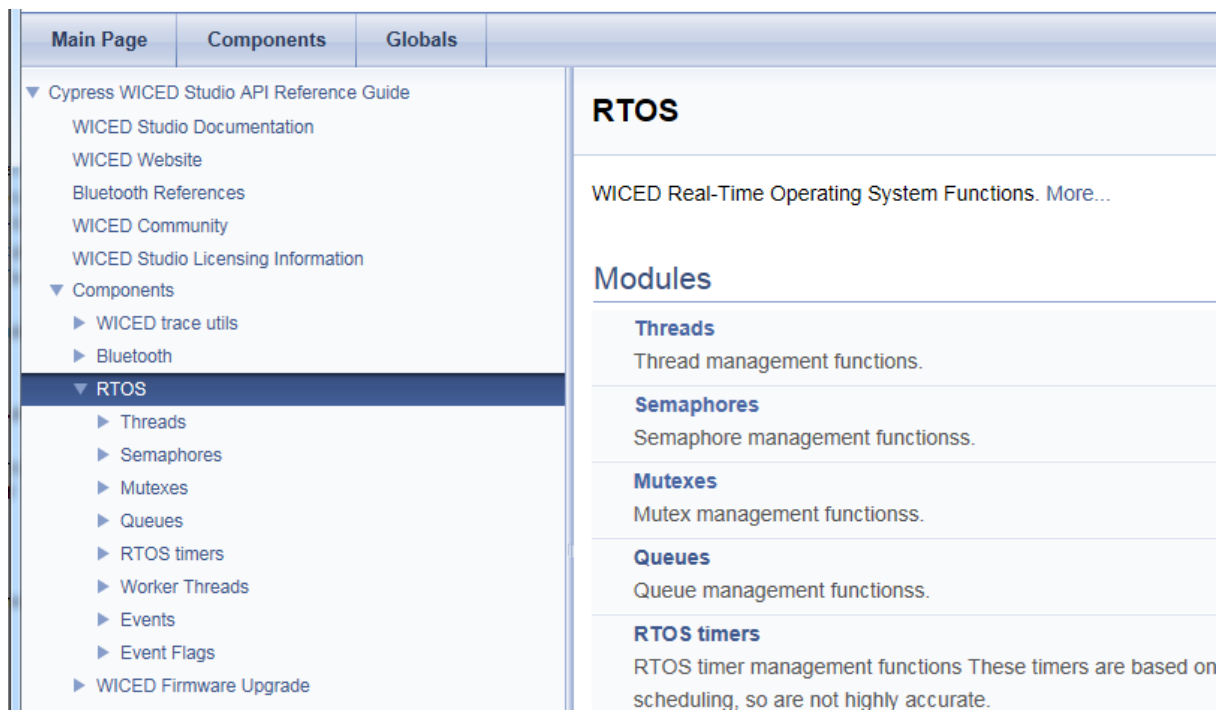 Main Page
Components
Globals
Cypress WICED Studio API Reference Guide
WICED Studio Documentation
WICED Website
Bluetooth References
WICED Community
WICED Studio Licensing Information
Components
WICED trace utils
Bluetooth
RTOS
Threads
Semaphores
Mutexes
Queues
RTOS timers
Worker Threads
Events
Event Flags
WICED Firmware Upgrade
RTOS
WICED Real-Time Operating System Functions. More...
Modules
Threads
Thread management functions.
Semaphores
Semaphore management functionss.
Mutexes
Mutex management functionss.
Queues
Queue management functionss.
RTOS timers
RTOS timer management functions These timers are based on
scheduling, so are not highly accurate.